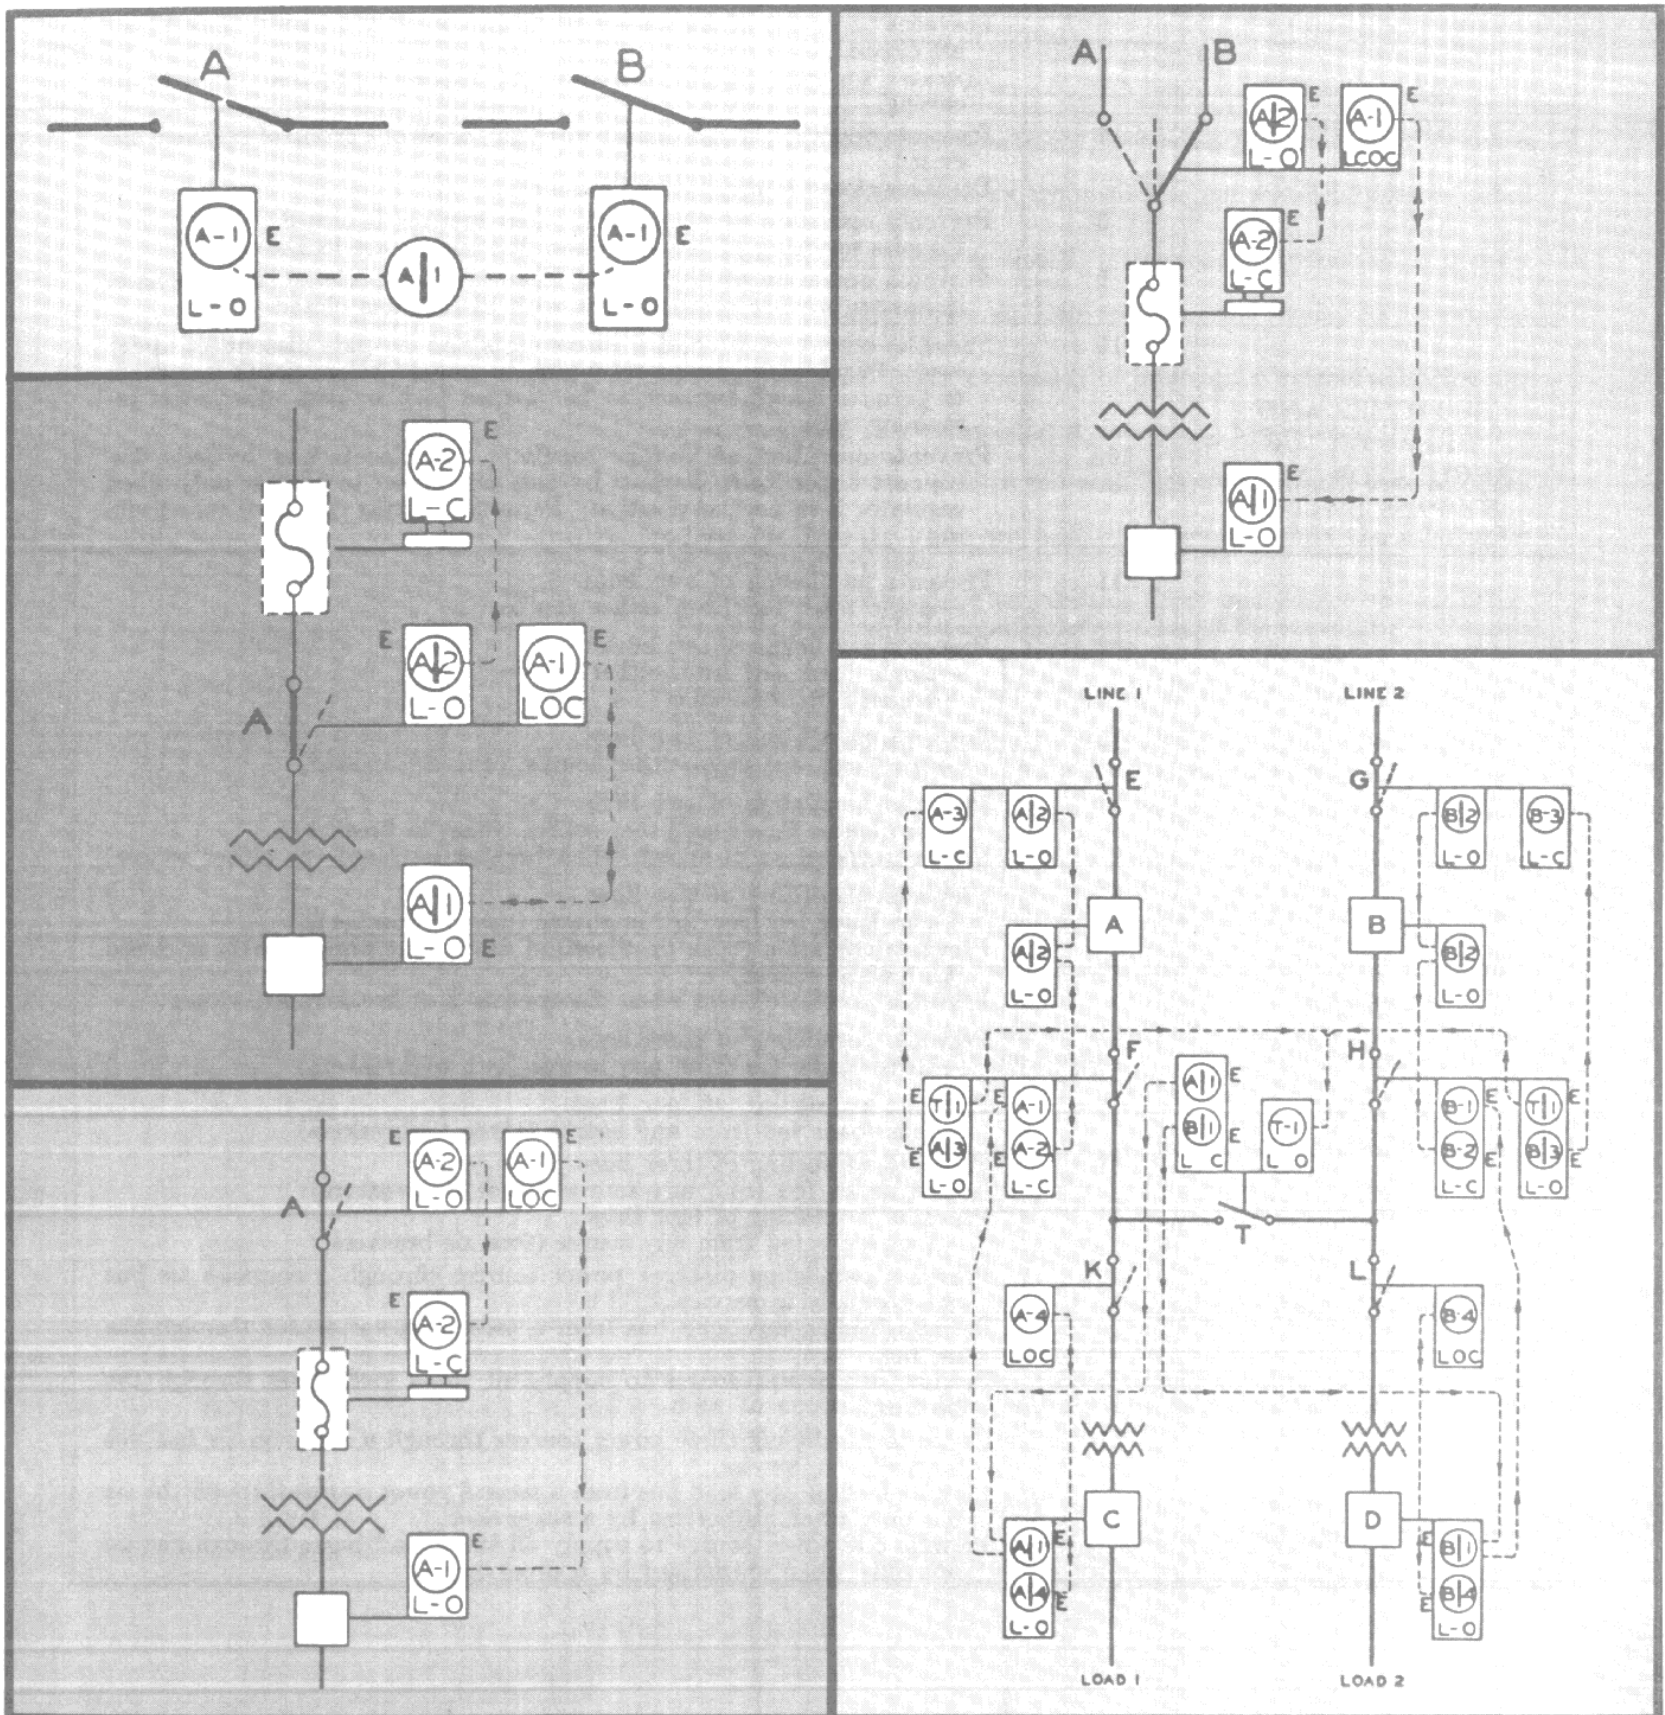 A B
A-1 E A|1 A-1 E
L-O L-O
A B
A|2 E A-1 E
L-O LCOC
A-2 E
L-C
A|1 E
L-O
A-2 E
L-C
E A|2 A-1 E
L-O LOC
A
A|1
L-O E
E A-2 A-1 E
L-O LOC
A
E A-2
L-C
A-1 E
L-O
LINE 1 LINE 2
E G
A-3 A|2 B|2 B-3
L-C L-O L-O L-C
A B
A|2 B|2
L-O L-O
F H
E T|1 E A-1 A|1 E B-1 E T|1 E
E A|3 A-2 E B|1 E T-1 B-2 E B|3 E
L-O L-C L C L O L-C L-O
T
K L
A-4 B-4
LOC LOC
C D
A|1 E E B|1
A|4 E E B|4
L-O L-O
LOAD 1 LOAD 2